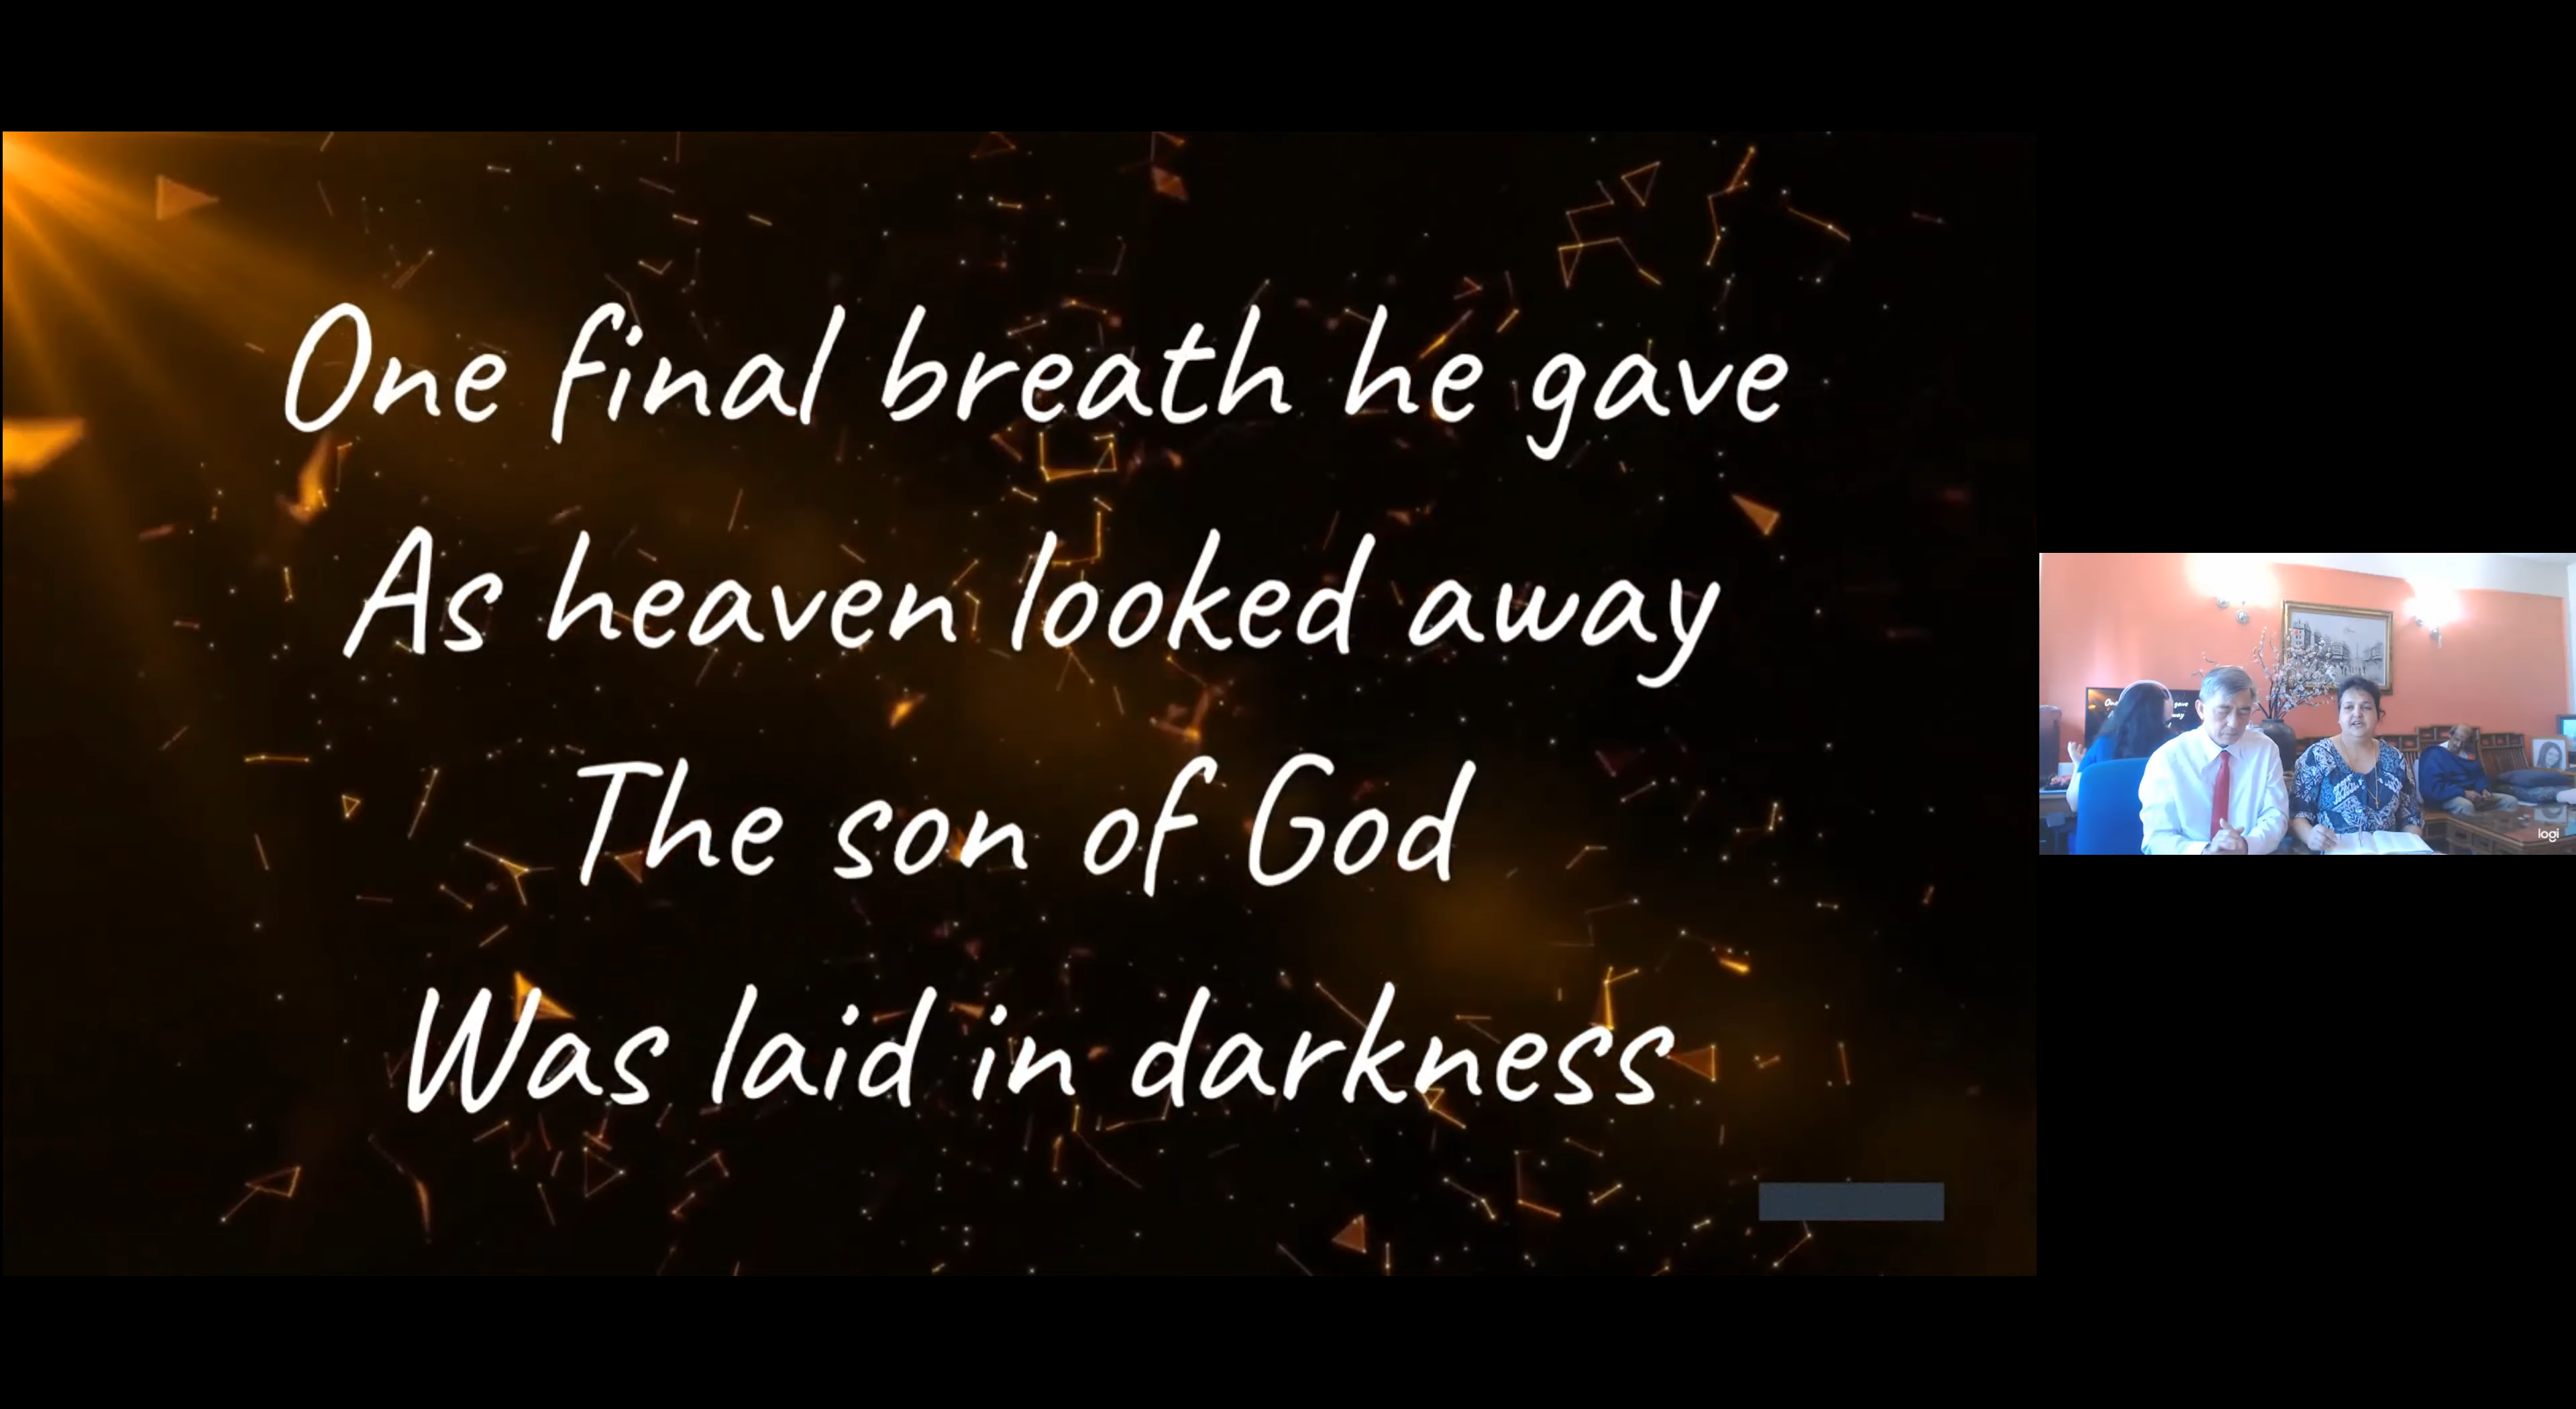 One final breath he gave
As heaven looked away
The son of God
Was laid in darkness
logi